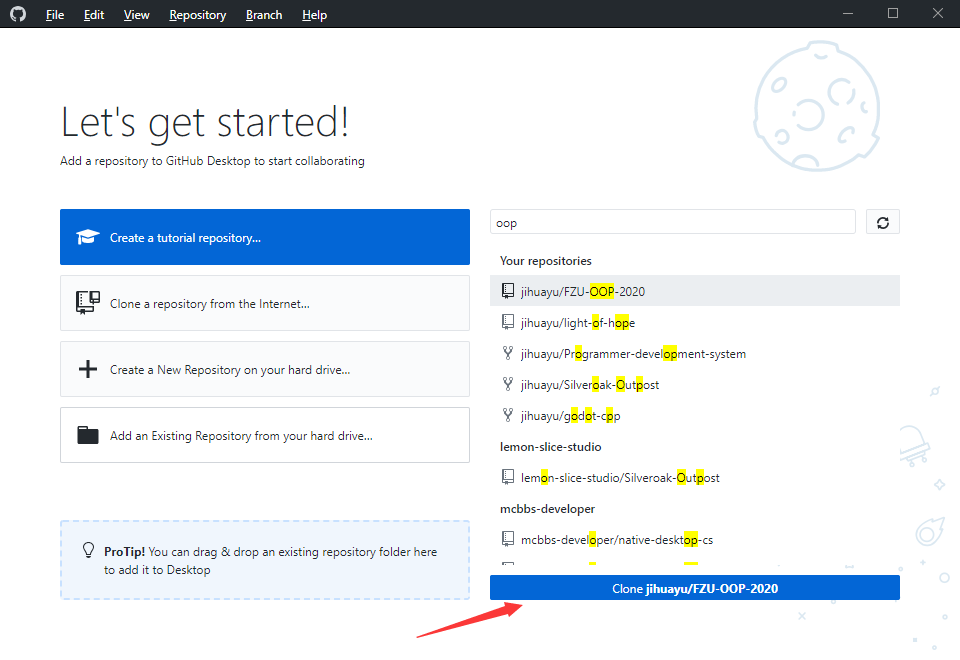 File Edit View Repository Branch Help
Let's get started!
Add a repository to GitHub Desktop to start collaborating
Create a tutorial repository...
Clone a repository from the Internet...
Create a New Repository on your hard drive...
Add an Existing Repository from your hard drive...
ProTip! You can drag & drop an existing repository folder here
to add it to Desktop
oop
Your repositories
jihuayu/FZU-OOP-2020
jihuayu/light-of-hope
jihuayu/Programmer-development-system
jihuayu/Silveroak-Outpost
jihuayu/godot-cpp
lemon-slice-studio
lemon-slice-studio/Silveroak-Outpost
mcbbs-developer
mcbbs-developer/native-desktop-cs
Clone jihuayu/FZU-OOP-2020